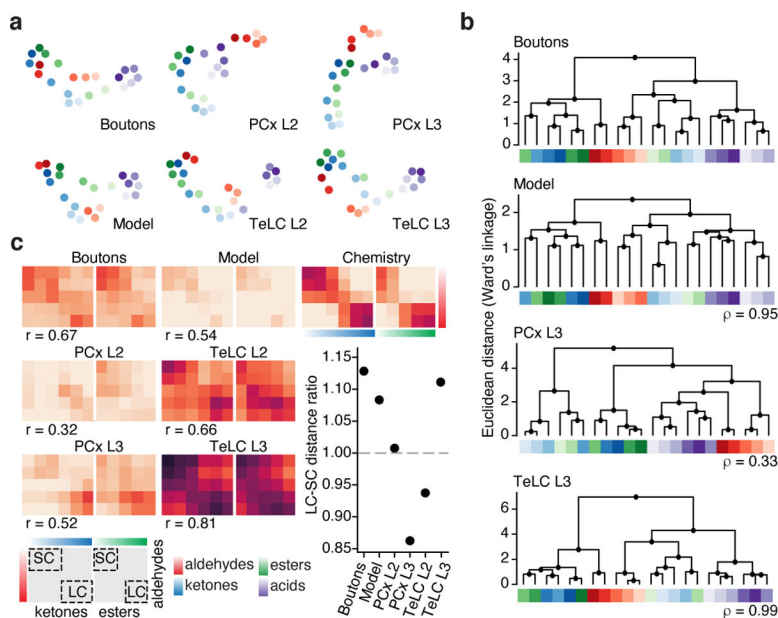 a
Boutons
PCx L2
PCx L3
Model
TeLC L2
TeLC L3
b
Euclidean distance (Ward's linkage)
Boutons
4
3
2
1
0
Model
2
1
0
ρ = 0.95
PCx L3
4
2
0
ρ = 0.33
TeLC L3
6
4
2
0
ρ = 0.99
c
Boutons
Model
Chemistry
r = 0.67
r = 0.54
PCx L2
TeLC L2
r = 0.32
r = 0.66
PCx L3
TeLC L3
r = 0.52
r = 0.81
SC
SC
LC
LC
ketones
esters
aldehydes
aldehydes
esters
ketones
acids
LC-SC distance ratio
1.15
1.10
1.05
1.00
0.95
0.90
0.85
Boutons
Model
PCx L2
PCx L3
TeLC L2
TeLC L3